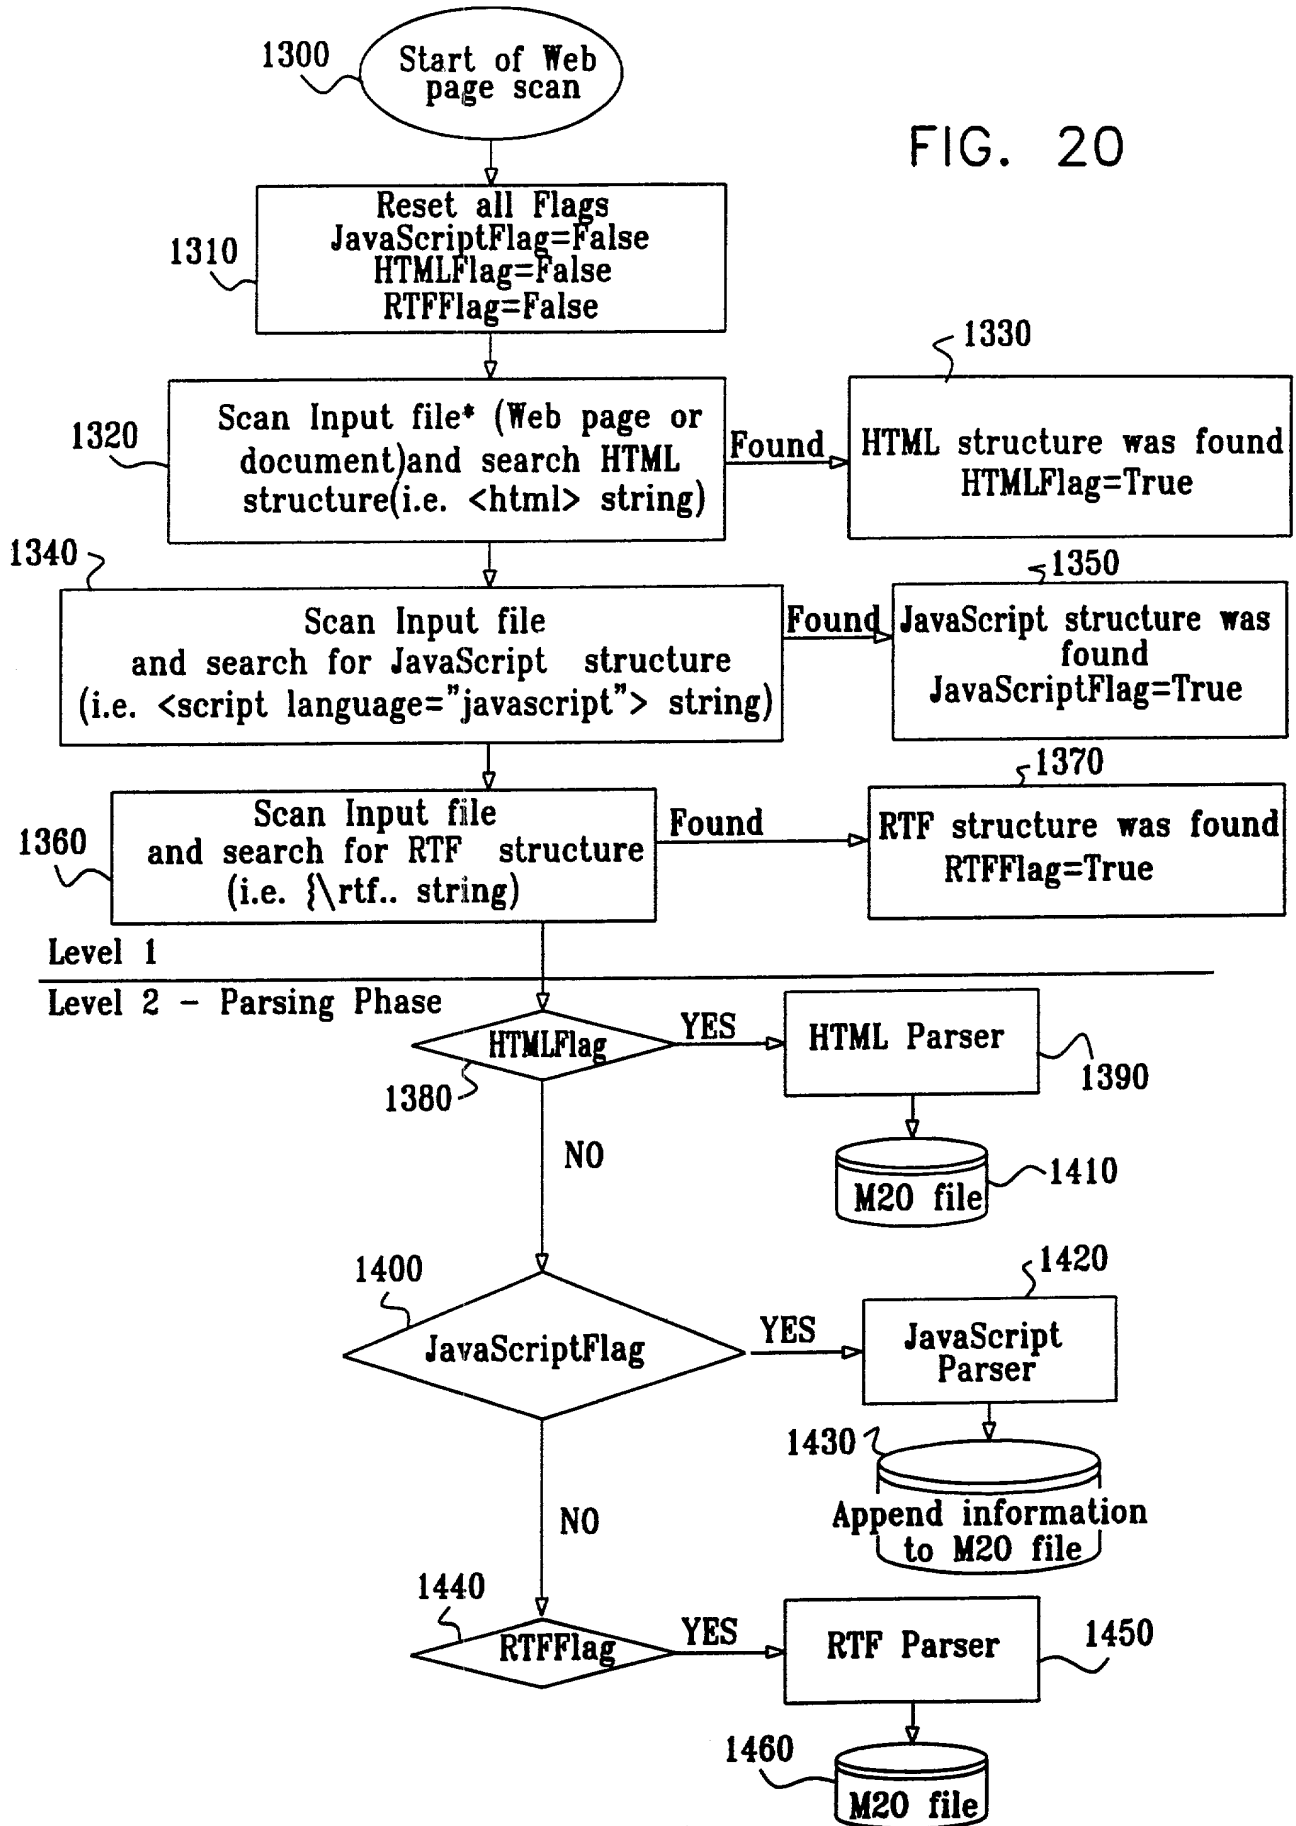 1300
Start of Web
page scan
FIG. 20
1310
Reset all Flags
JavaScriptFlag=False
HTMLFlag=False
RTFFlag=False
1320
Scan Input file* (Web page or
document)and search HTML
structure(i.e. <html> string)
Found
1330
HTML structure was found
HTMLFlag=True
1340
Scan Input file
and search for JavaScript structure
(i.e. <script language="javascript"> string)
Found
1350
JavaScript structure was
found
JavaScriptFlag=True
1360
Scan Input file
and search for RTF structure
(i.e. }\rtf.. string)
Found
1370
RTF structure was found
RTFFlag=True
Level 1
Level 2 - Parsing Phase
HTMLFlag
1380
YES
HTML Parser
1390
NO
M20 file
1410
1400
JavaScriptFlag
YES
1420
JavaScript
Parser
1430
Append information
to M20 file
NO
1440
RTFFlag
YES
RTF Parser
1450
1460
M20 file